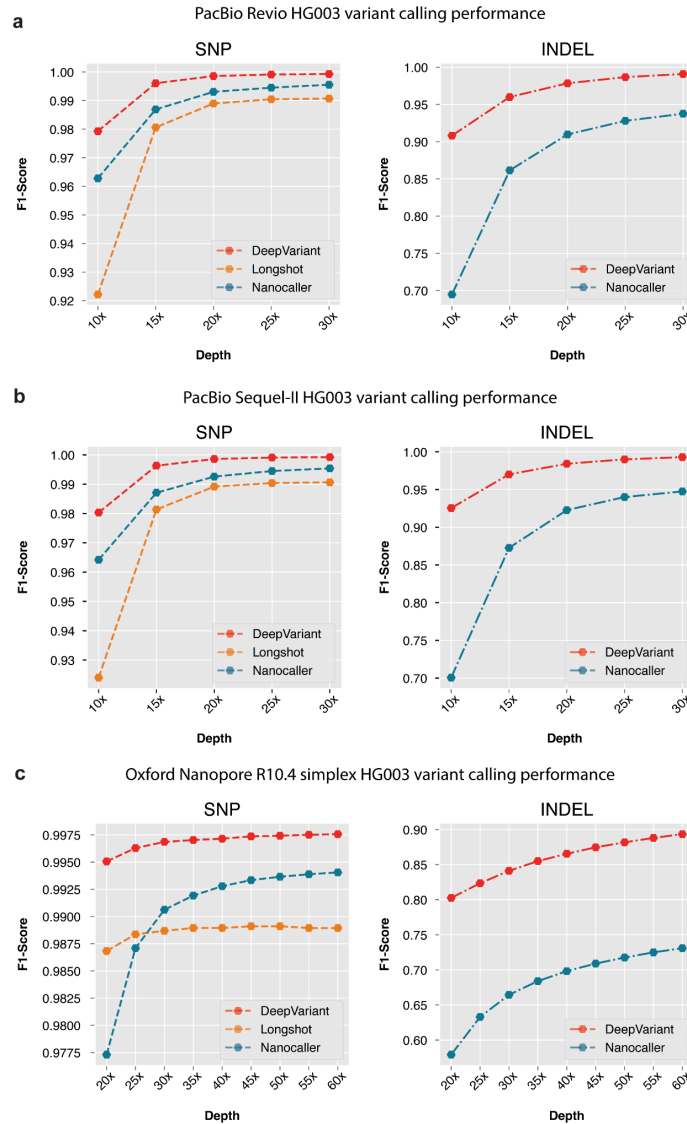 a
PacBio Revio HG003 variant calling performance
SNP
INDEL
F1-Score
1.00
0.99
0.98
0.97
0.96
0.95
0.94
0.93
0.92
DeepVariant
Longshot
Nanocaller
10x
15x
20x
25x
30x
Depth
F1-Score
1.00
0.95
0.90
0.85
0.80
0.75
0.70
DeepVariant
Nanocaller
10x
15x
20x
25x
30x
Depth
b
PacBio Sequel-II HG003 variant calling performance
SNP
INDEL
F1-Score
1.00
0.99
0.98
0.97
0.96
0.95
0.94
0.93
DeepVariant
Longshot
Nanocaller
10x
15x
20x
25x
30x
Depth
F1-Score
1.00
0.95
0.90
0.85
0.80
0.75
0.70
DeepVariant
Nanocaller
10x
15x
20x
25x
30x
Depth
c
Oxford Nanopore R10.4 simplex HG003 variant calling performance
SNP
INDEL
F1-Score
0.9975
0.9950
0.9925
0.9900
0.9875
0.9850
0.9825
0.9800
0.9775
DeepVariant
Longshot
Nanocaller
20x
25x
30x
35x
40x
45x
50x
55x
60x
Depth
F1-Score
0.90
0.85
0.80
0.75
0.70
0.65
0.60
DeepVariant
Nanocaller
20x
25x
30x
35x
40x
45x
50x
55x
60x
Depth